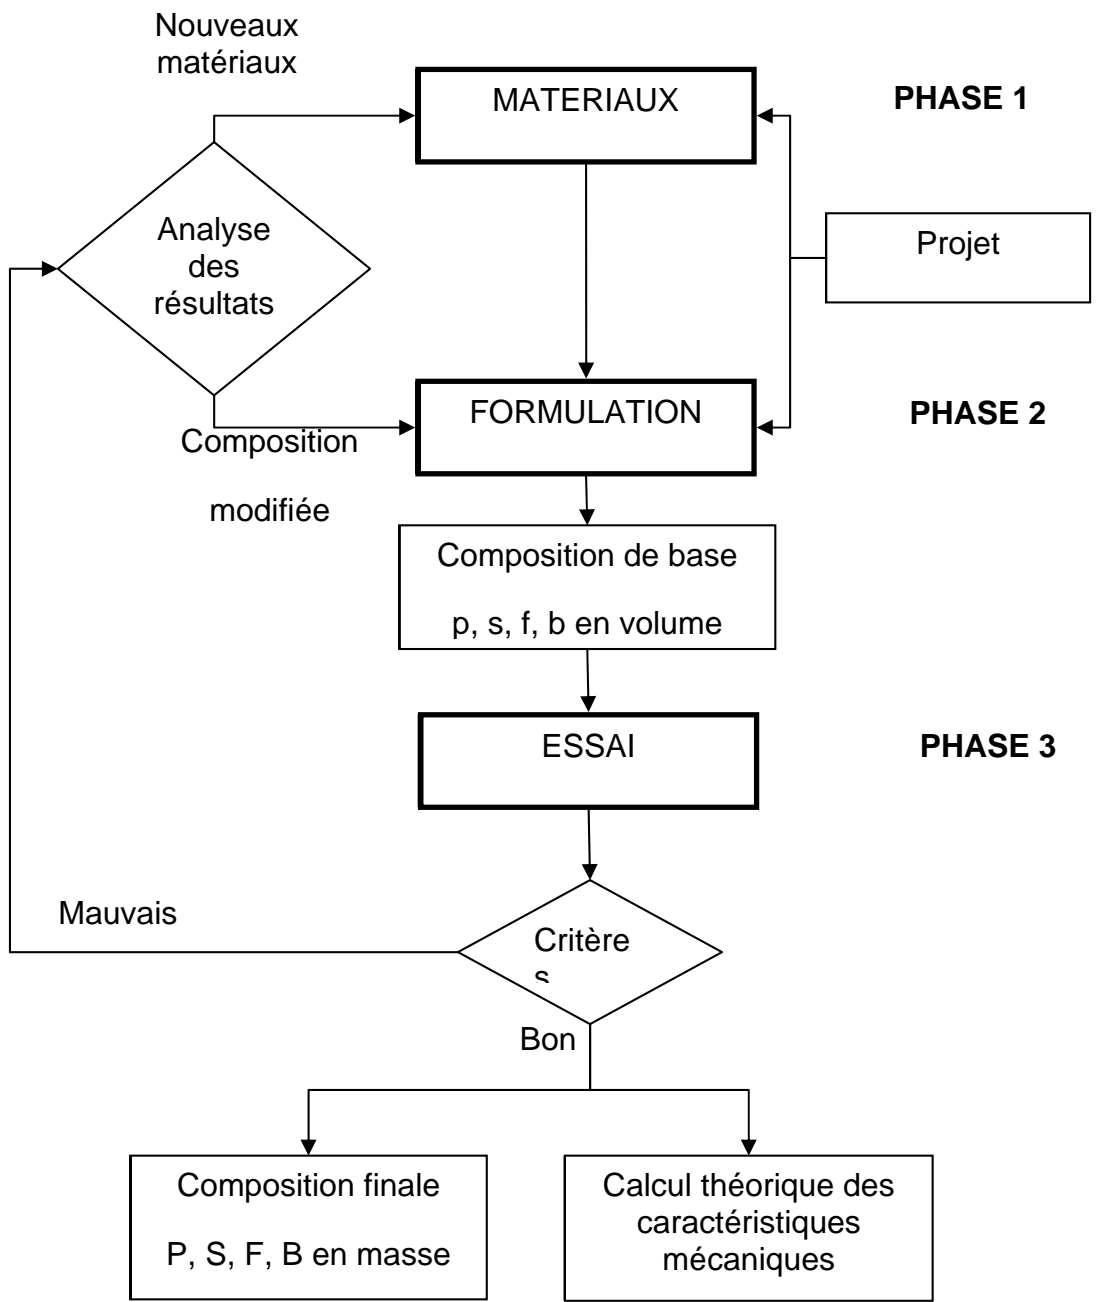 Nouveaux
matériaux
MATERIAUX
PHASE 1
Analyse
des
résultats
Projet
FORMULATION
PHASE 2
Composition
modifiée
Composition de base
p, s, f, b en volume
ESSAI
PHASE 3
Mauvais
Critère
s
Bon
Composition finale
P, S, F, B en masse
Calcul théorique des
caractéristiques
mécaniques